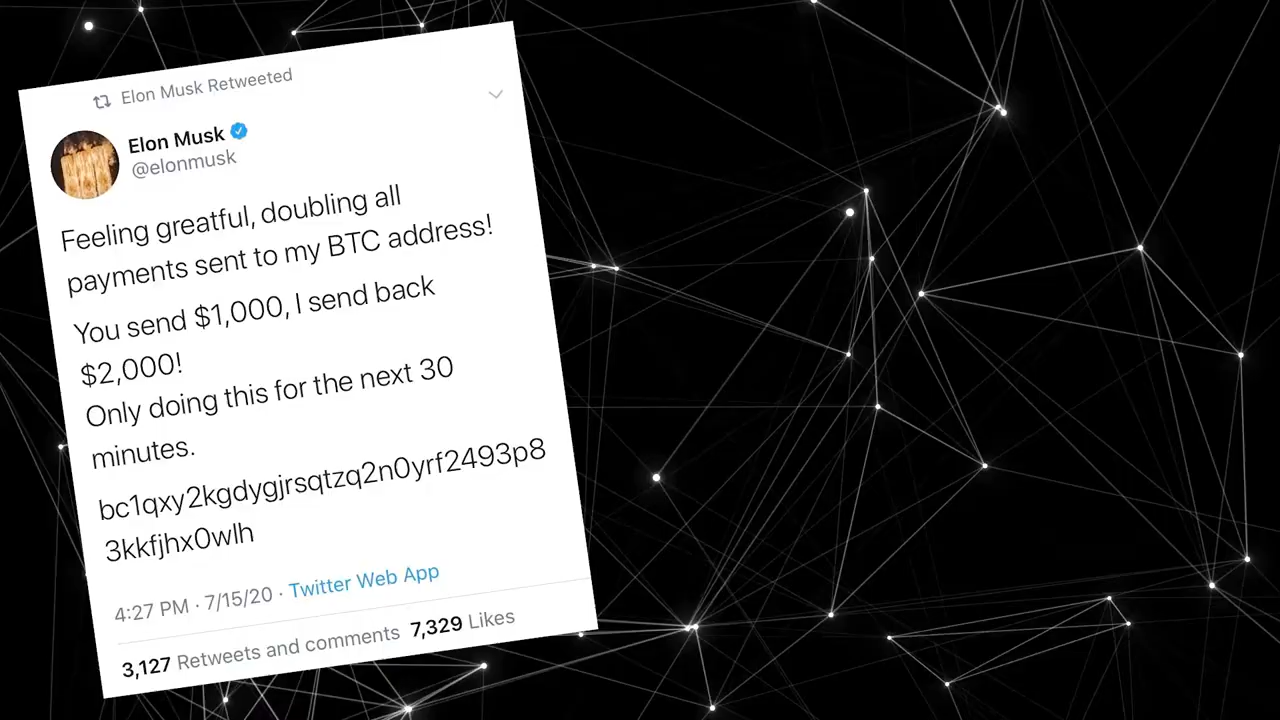 Elon Musk Retweeted
Elon Musk
@elonmusk
Feeling greatful, doubling all
payments sent to my BTC address!
You send $1,000, I send back
$2,000!
Only doing this for the next 30
minutes.
bc1qxy2kgdygjrsqtzq2n0yrf2493p8
3kkfjhx0wlh
4:27 PM · 7/15/20 · Twitter Web App
3,127 Retweets and comments 7,329 Likes